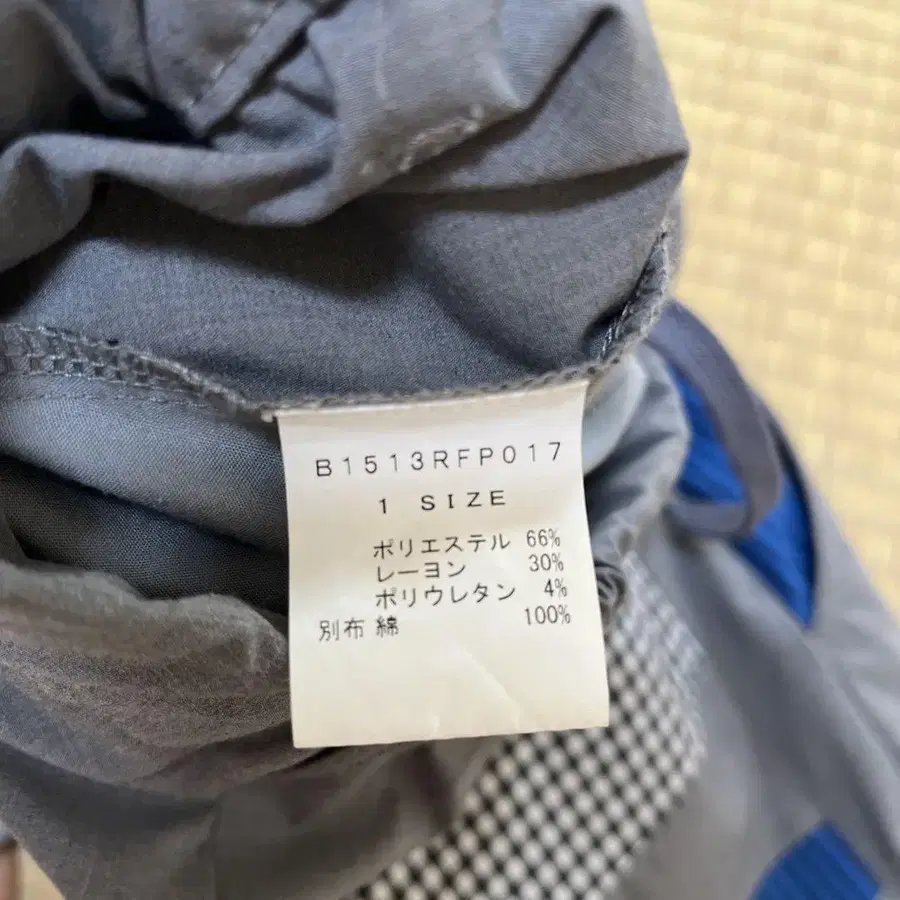 B1513RFP017
1 SIZE
ポリエステル 66%
レーヨン 30%
ポリウレタン 4%
別布 綿 100%